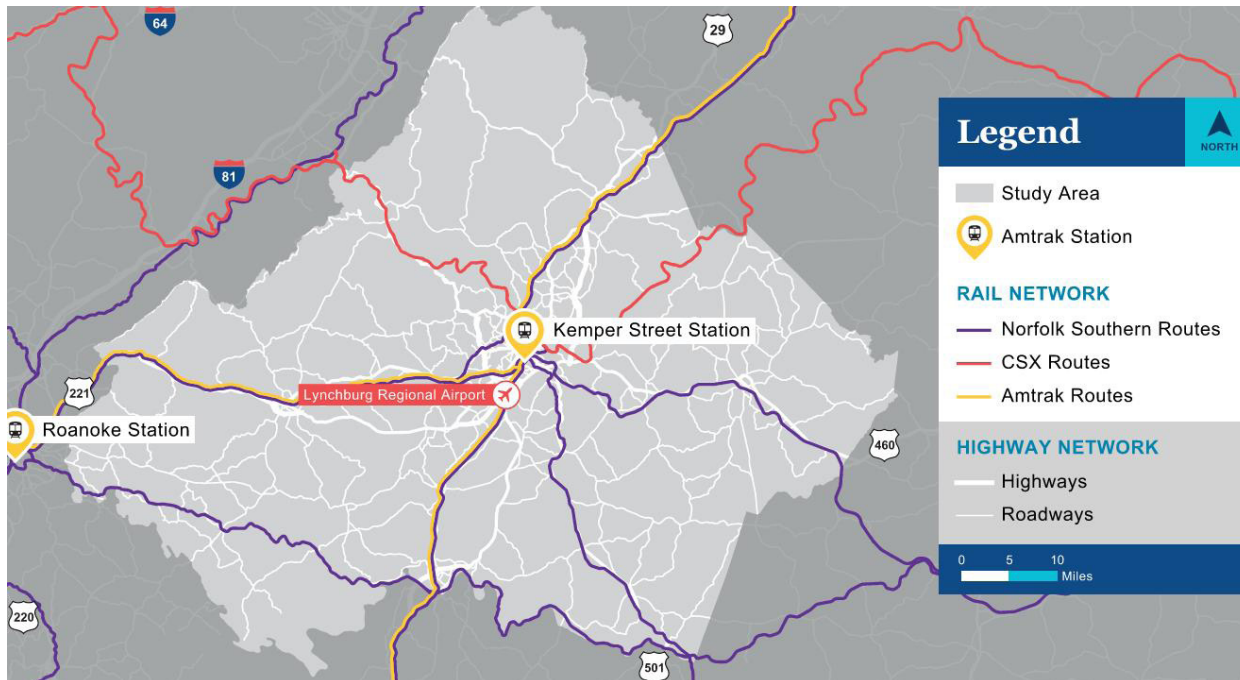 64
29
81
Kemper Street Station
Lynchburg Regional Airport
221
Roanoke Station
460
220
501
Legend
NORTH
Study Area
Amtrak Station
RAIL NETWORK
Norfolk Southern Routes
CSX Routes
Amtrak Routes
HIGHWAY NETWORK
Highways
Roadways
0 5 10
Miles